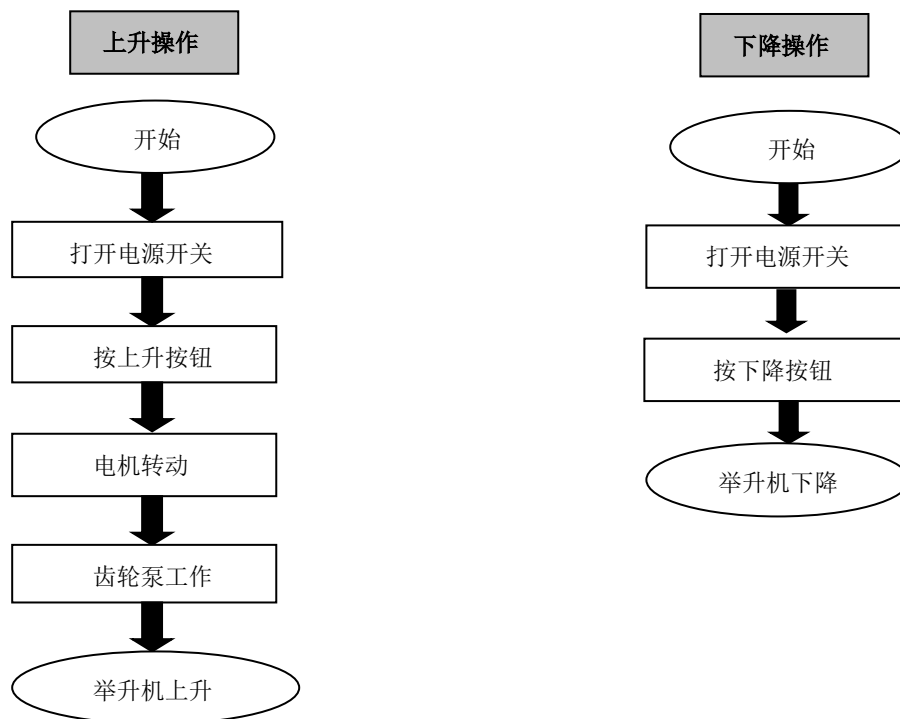 上升操作
开始
打开电源开关
按上升按钮
电机转动
齿轮泵工作
举升机上升
下降操作
开始
打开电源开关
按下降按钮
举升机下降